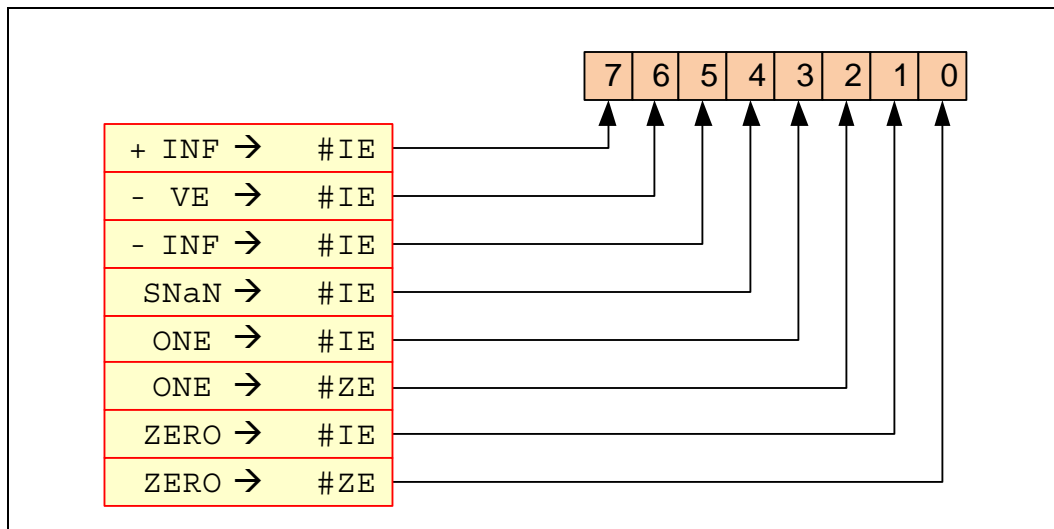 7 6 5 4 3 2 1 0
+ INF → #IE
- VE → #IE
- INF → #IE
SNaN → #IE
ONE → #IE
ONE → #ZE
ZERO → #IE
ZERO → #ZE